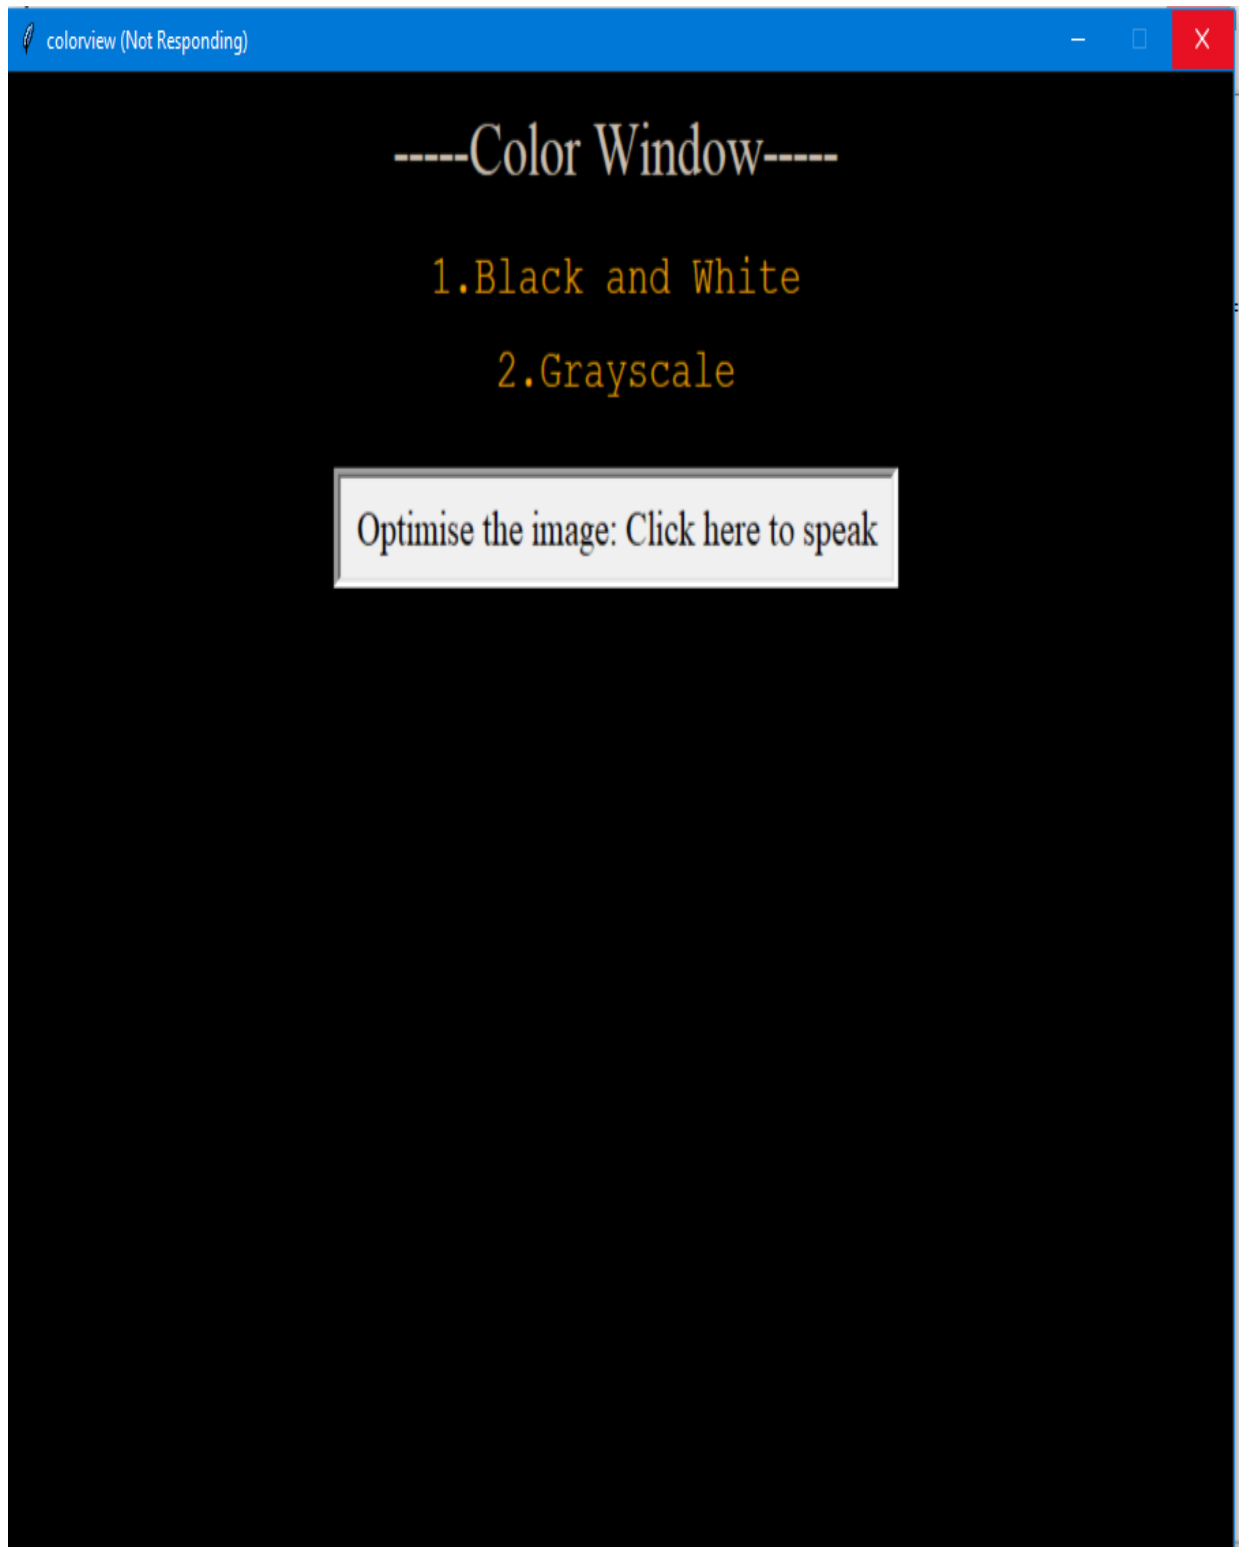 colorview (Not Responding)
-----Color Window-----
1.Black and White
2.Grayscale
Optimise the image: Click here to speak